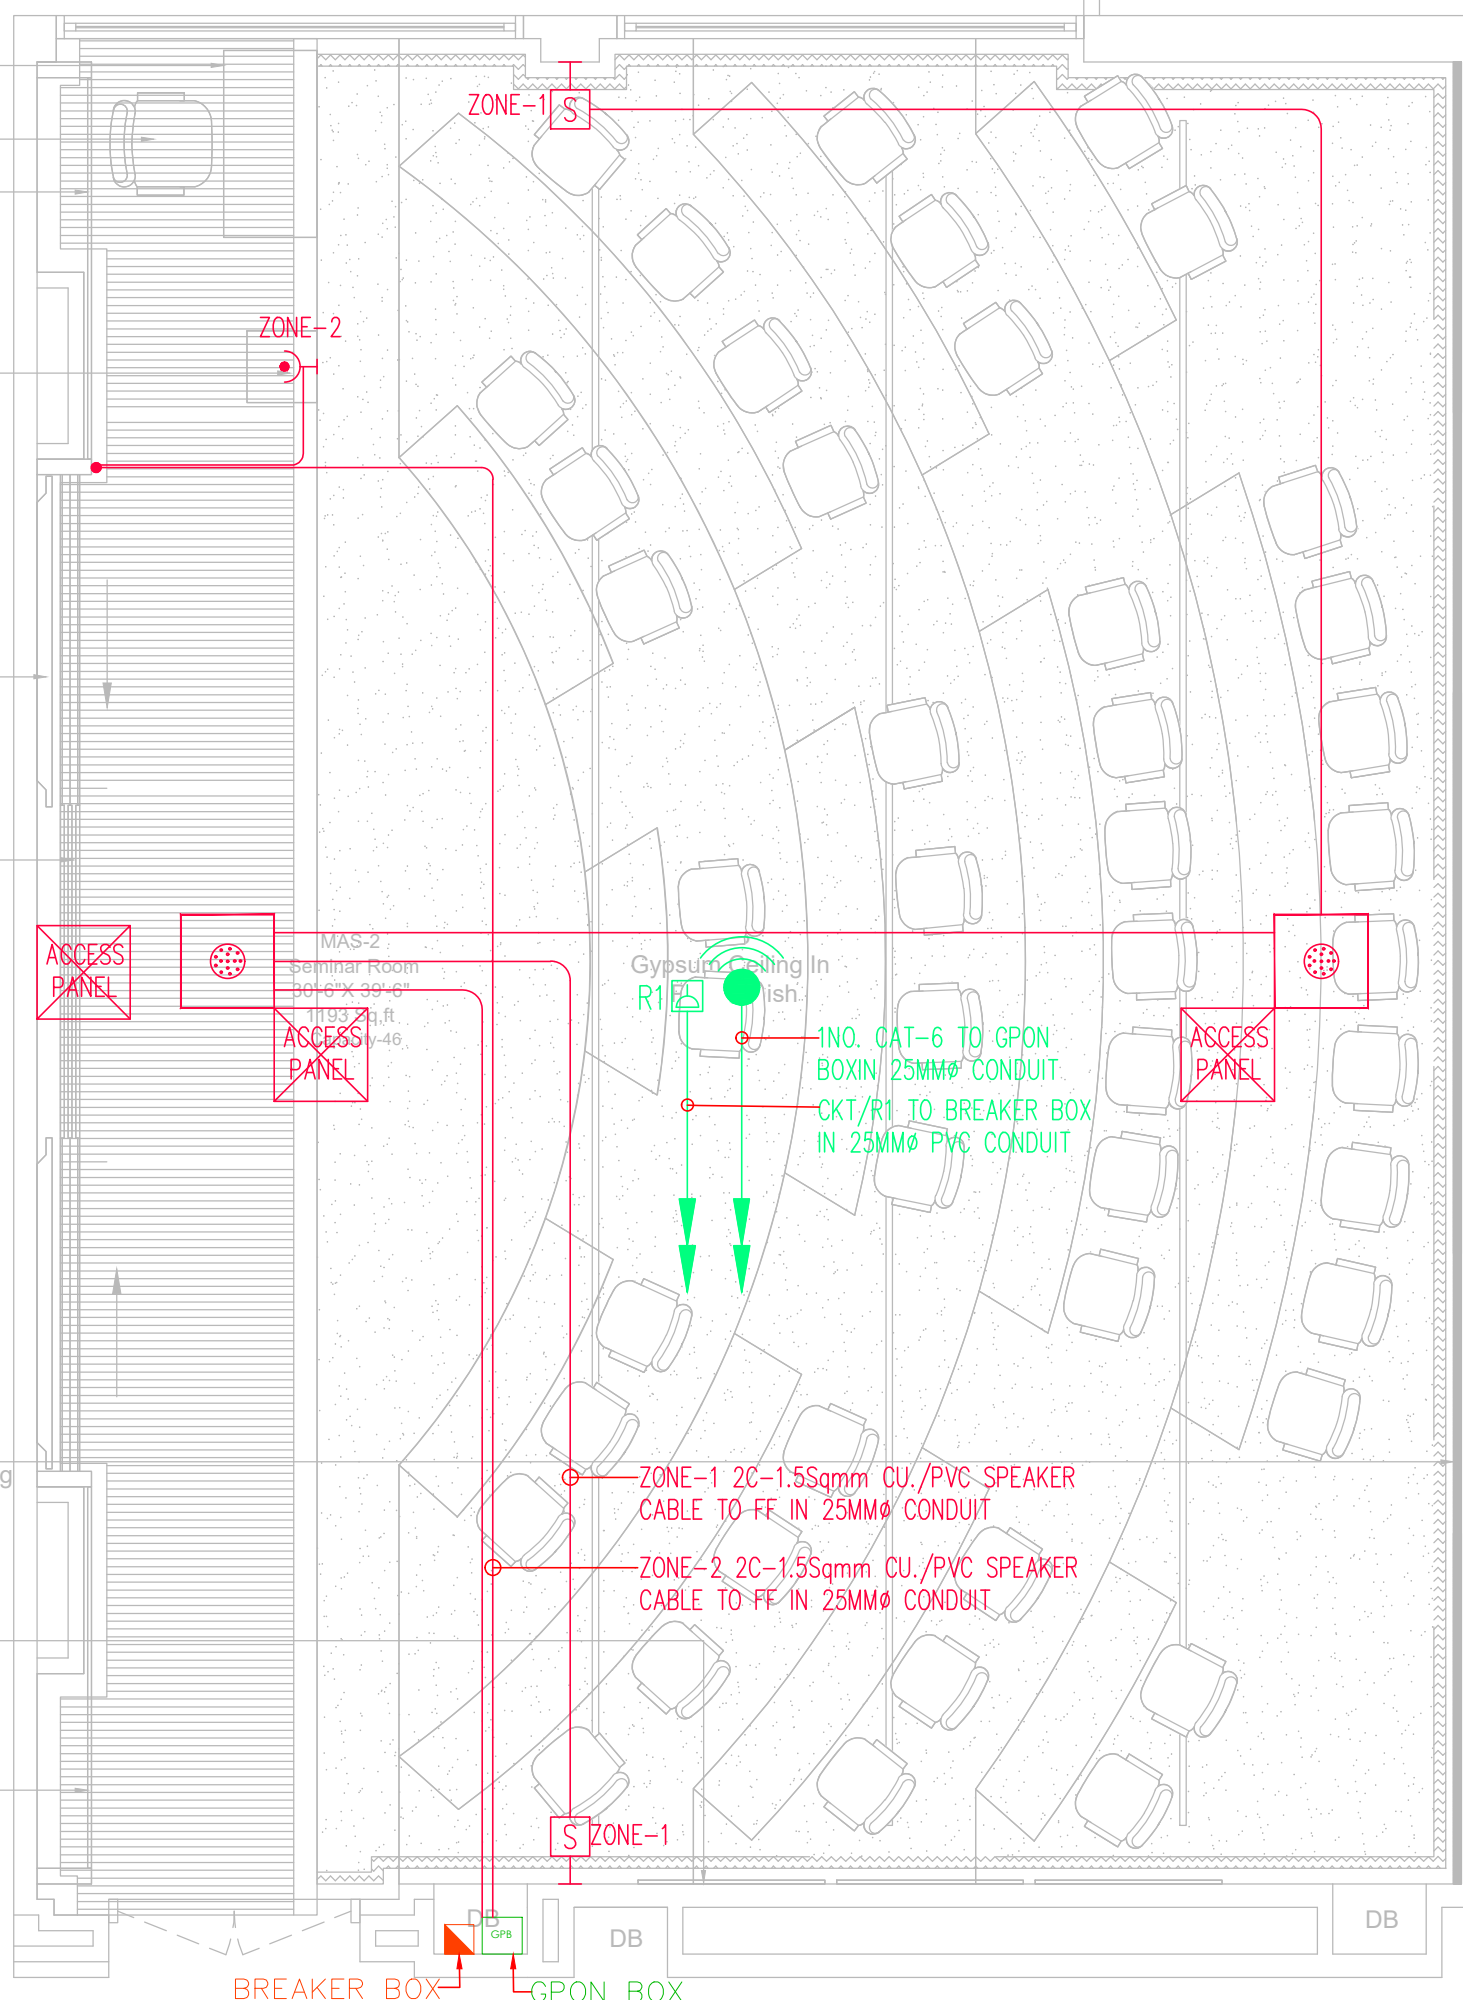 ZONE-1
S
ZONE-2
MAS-2
Seminar Room
30'-6"X 39'-6"
1193 Sq.ft
ACCESS
PANEL
ACCESS
PANEL
Gypsum Ceiling In
R1
ACCESS
PANEL
1NO. CAT-6 TO GPON
BOXIN 25MMø CONDUIT
CKT/R1 TO BREAKER BOX
IN 25MMø PVC CONDUIT
g
ZONE-1 2C-1.5Sqmm CU./PVC SPEAKER
CABLE TO FF IN 25MMø CONDUIT
ZONE-2 2C-1.5Sqmm CU./PVC SPEAKER
CABLE TO FF IN 25MMø CONDUIT
S
ZONE-1
DB
GPB
DB
DB
BREAKER BOX
GPON BOX